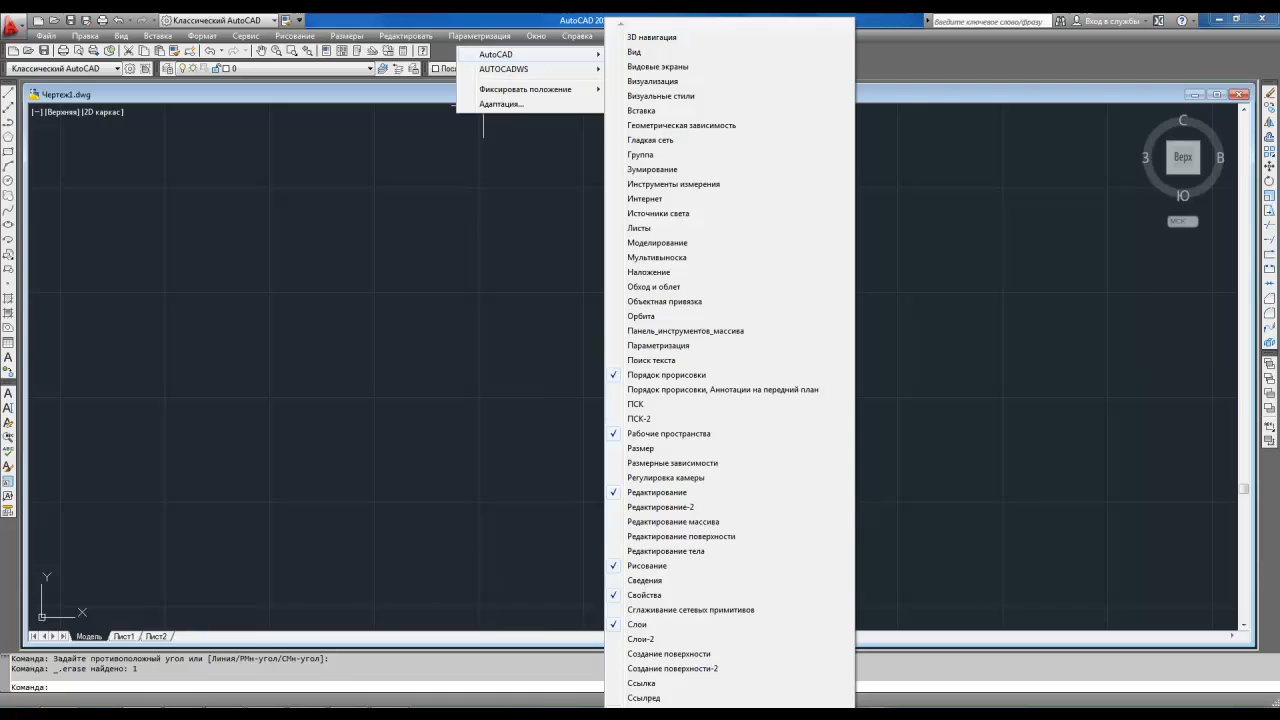 Классический AutoCAD
AutoCAD 20
Введите ключевое слово/фразу
Вход в службы
Файл Правка Вид Вставка Формат Сервис Рисование Размеры Редактировать Параметризация Окно Справка
Классический AutoCAD
0
Пос
AutoCAD
AUTOCADWS
Фиксировать положение
Адаптация...
Чертеж1.dwg
[−][Верхняя][2D каркас]
3D навигация
Вид
Видовые экраны
Визуализация
Визуальные стили
Вставка
Геометрическая зависимость
Гладкая сеть
Группа
Зумирование
Инструменты измерения
Интернет
Источники света
Листы
Моделирование
Мультивыноска
Наложение
Обход и облет
Объектная привязка
Орбита
Панель_инструментов_массива
Параметризация
Поиск текста
Порядок прорисовки
Порядок прорисовки, Аннотации на передний план
ПСК
ПСК-2
Рабочие пространства
Размер
Размерные зависимости
Регулировка камеры
Редактирование
Редактирование-2
Редактирование массива
Редактирование поверхности
Редактирование тела
Рисование
Сведения
Свойства
Сглаживание сетевых примитивов
Слои
Слои-2
Создание поверхности
Создание поверхности-2
Ссылка
Ссылред
С
З Верх В
Ю
МСК
Y
X
Модель Лист1 Лист2
Команда: Задайте противоположный угол или [Линия/РМн-угол/СМн-угол]:
Команда: _.erase найдено: 1
Команда: